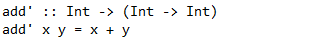 add' :: Int -> (Int -> Int)
add' x y = x + y